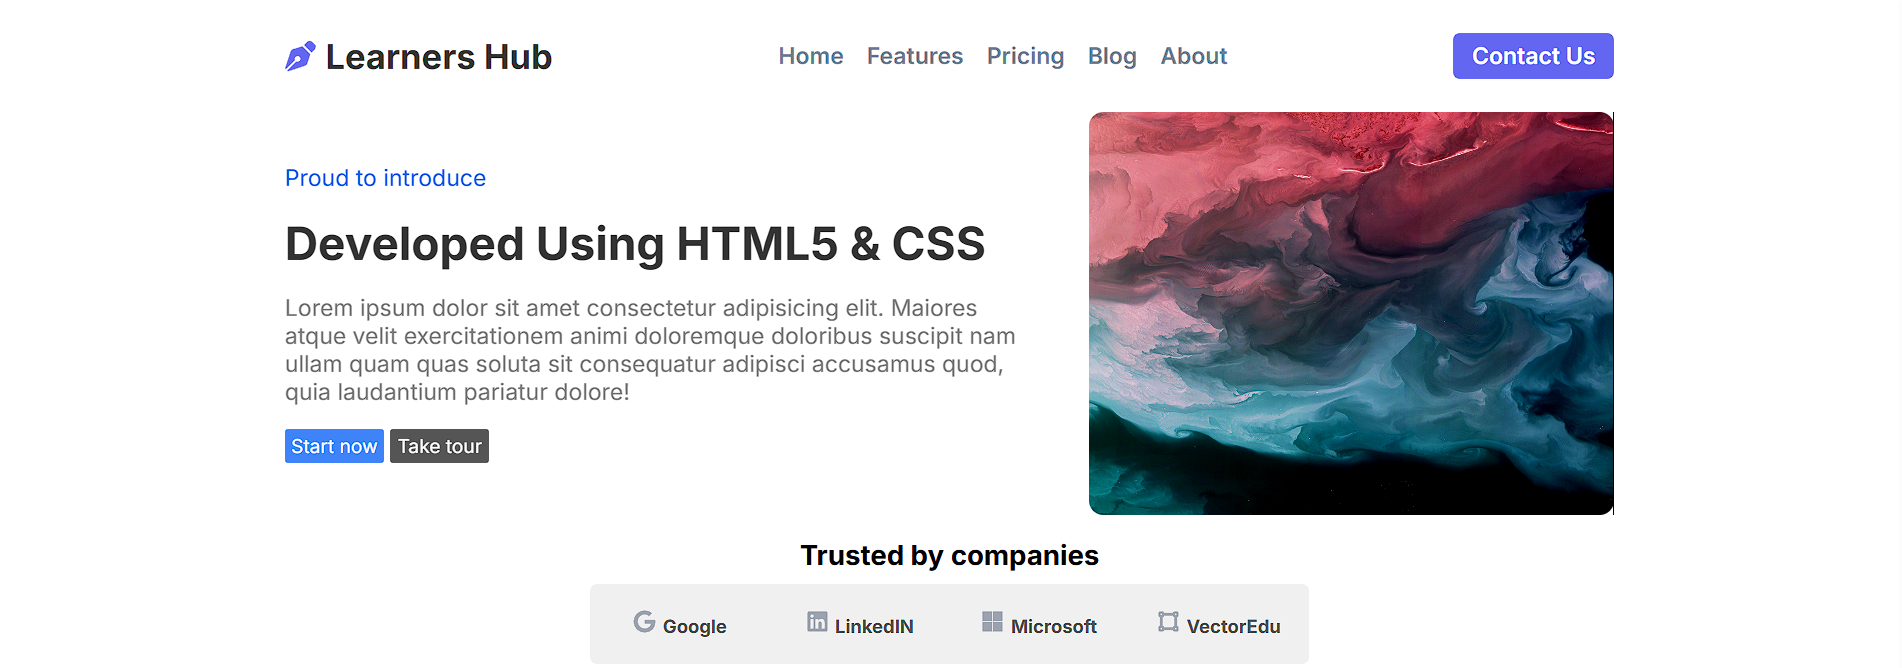 Learners Hub
Home Features Pricing Blog About
Contact Us
Proud to introduce
Developed Using HTML5 & CSS
Lorem ipsum dolor sit amet consectetur adipisicing elit. Maiores
atque velit exercitationem animi doloremque doloribus suscipit nam
ullam quam quas soluta sit consequatur adipisci accusamus quod,
quia laudantium pariatur dolore!
Start now Take tour
Trusted by companies
Google LinkedIN Microsoft VectorEdu